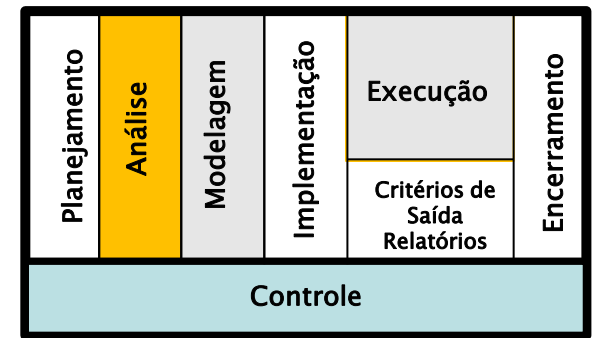 Planejamento
Análise
Modelagem
Implementação
Execução
Critérios de
Saída
Relatórios
Encerramento
Controle